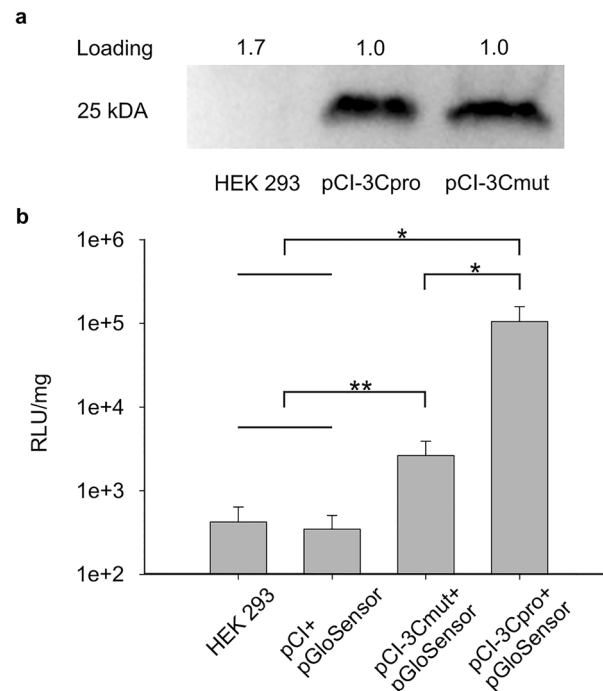 a
Loading 1.7 1.0 1.0
25 kDA
HEK 293 pCI-3Cpro pCI-3Cmut
b
1e+6
*
*
1e+5
1e+4
**
1e+3
1e+2
RLU/mg
HEK 293
pCI+
pGloSensor
pCI-3Cmut+
pGloSensor
pCI-3Cpro+
pGloSensor